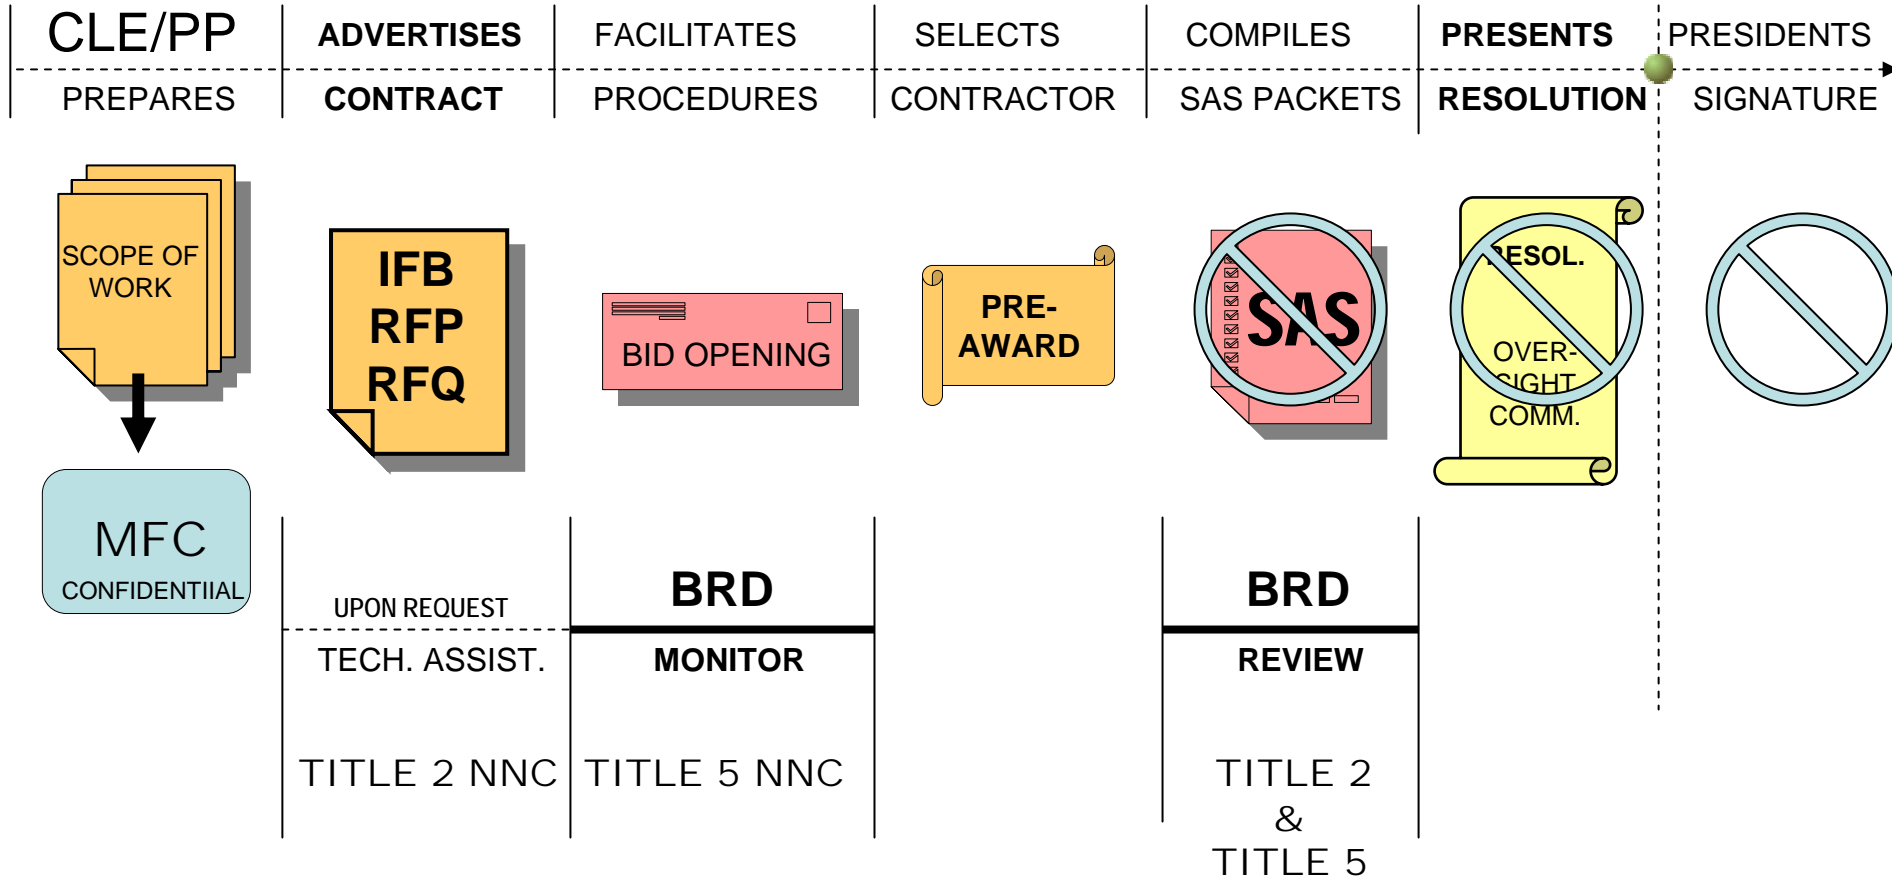 CLE/PP
PREPARES
ADVERTISES
CONTRACT
FACILITATES
PROCEDURES
SELECTS
CONTRACTOR
COMPILES
SAS PACKETS
PRESENTS
RESOLUTION
PRESIDENTS
SIGNATURE
SCOPE OF
WORK
IFB
RFP
RFQ
BID OPENING
PRE-
AWARD
SAS
RESOL.
OVER-
SIGHT
COMM.
MFC
CONFIDENTIIAL
UPON REQUEST
TECH. ASSIST.
TITLE 2 NNC
BRD
MONITOR
TITLE 5 NNC
BRD
REVIEW
TITLE 2
&
TITLE 5